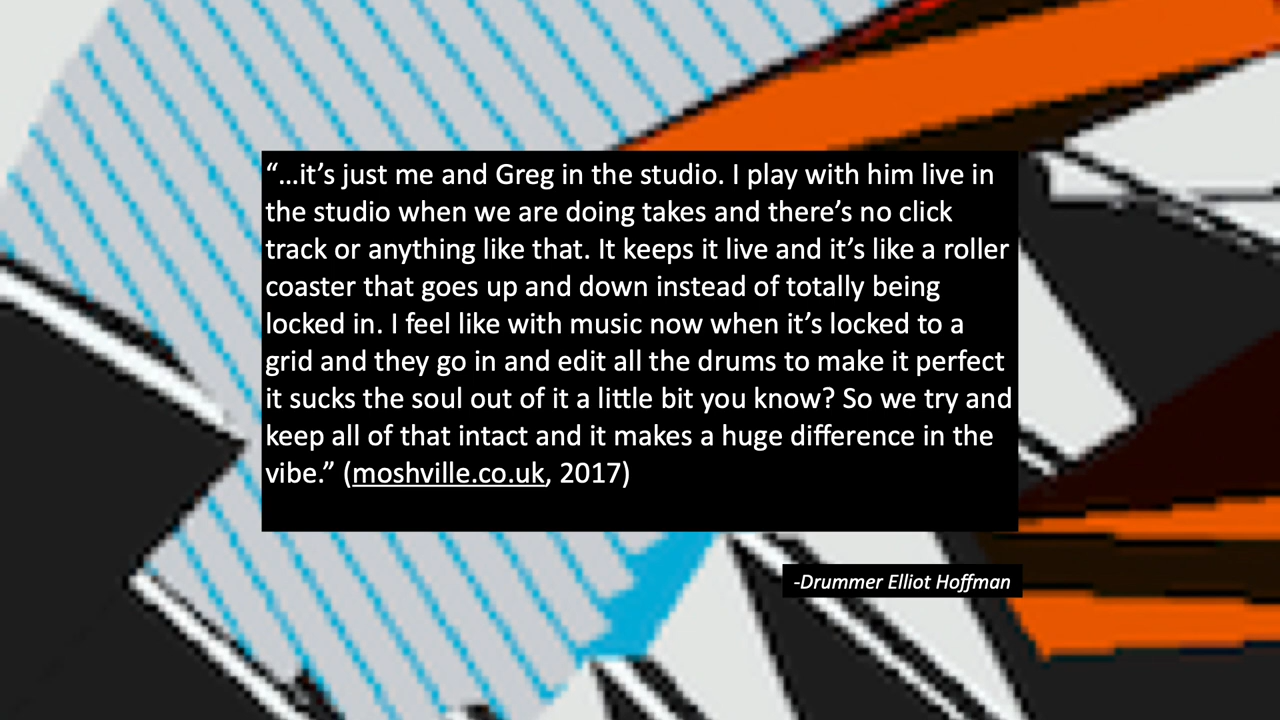 “…it’s just me and Greg in the studio. I play with him live in
the studio when we are doing takes and there’s no click
track or anything like that. It keeps it live and it’s like a roller
coaster that goes up and down instead of totally being
locked in. I feel like with music now when it’s locked to a
grid and they go in and edit all the drums to make it perfect
it sucks the soul out of it a little bit you know? So we try and
keep all of that intact and it makes a huge difference in the
vibe.” (moshville.co.uk, 2017)
-Drummer Elliot Hoffman